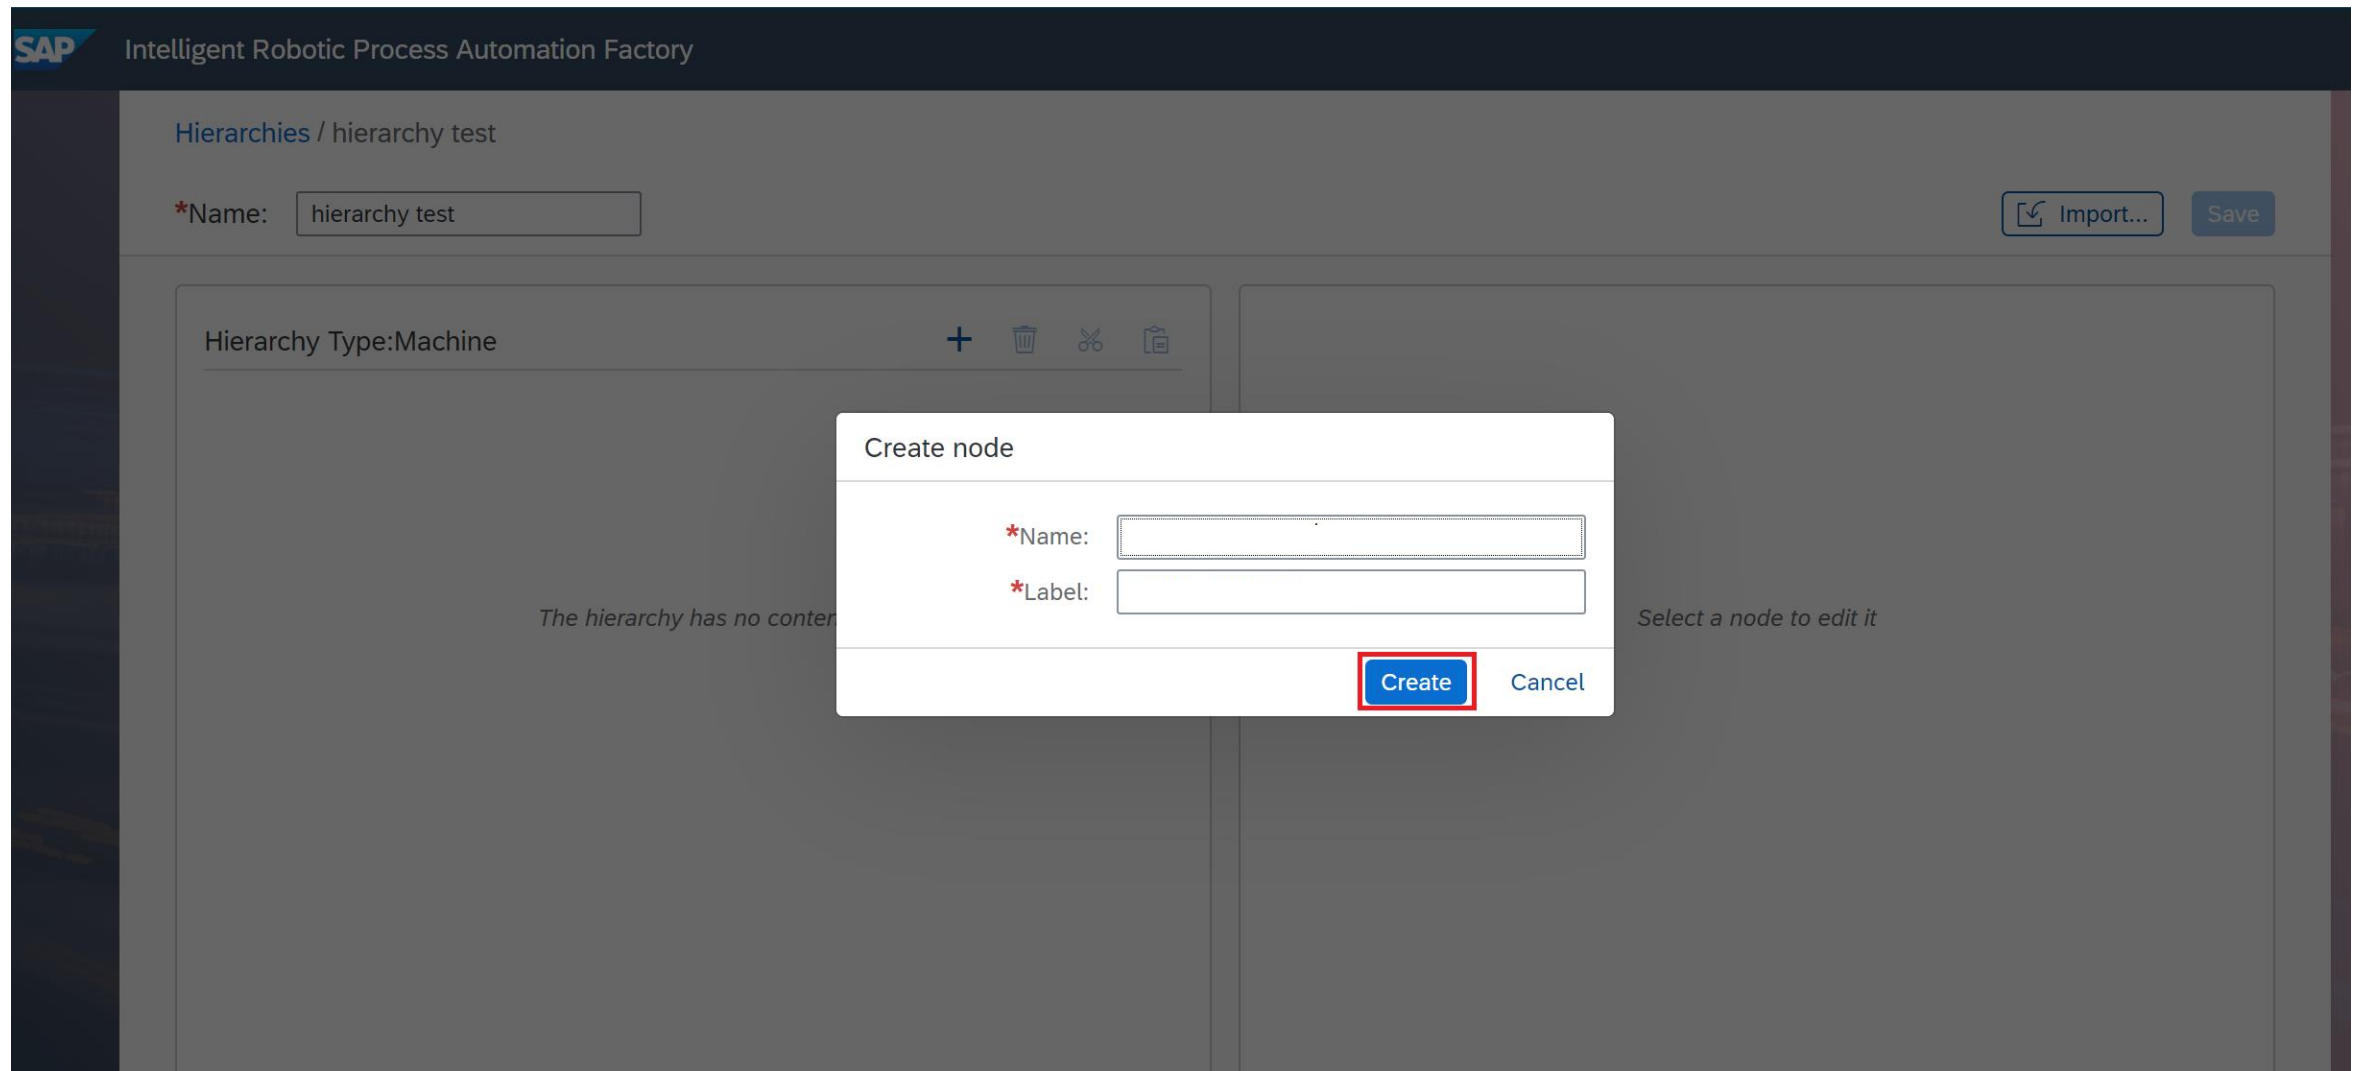 SAP Intelligent Robotic Process Automation Factory
Hierarchies / hierarchy test
*Name: hierarchy test Import... Save
Hierarchy Type:Machine
Create node
*Name:
*Label:
The hierarchy has no conten
Select a node to edit it
Create Cancel